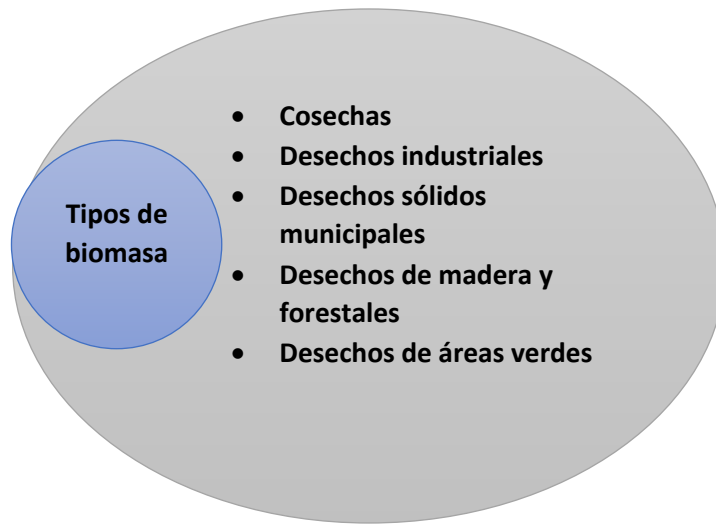 Tipos de
biomasa
• Cosechas
• Desechos industriales
• Desechos sólidos
municipales
• Desechos de madera y
forestales
• Desechos de áreas verdes